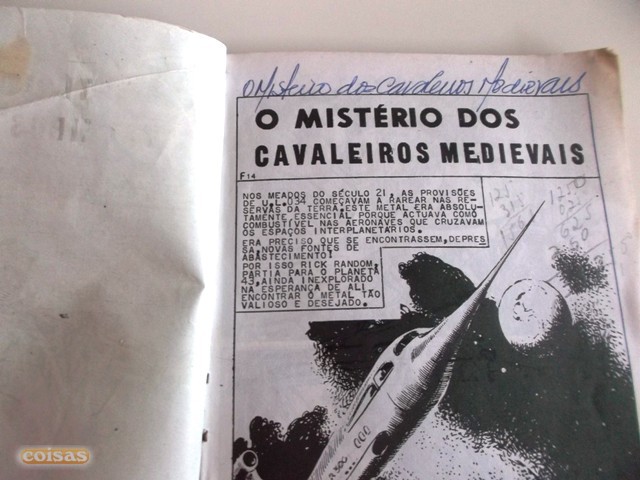 O Mistério dos Cavaleiros Medievais
O MISTÉRIO DOS
CAVALEIROS MEDIEVAIS
F14
NOS MEADOS DO SÉCULO 21, AS PROVISÕES
DE U.L.034 COMEÇAVAM A RAREAR NAS RE-
SERVAS DA TERRA. ESTE METAL ERA ABSOLU-
TAMENTE ESSENCIAL PORQUE ACTUAVA COMO
COMBUSTÍVEL NAS AERONAVES QUE CRUZAVAM
OS ESPAÇOS INTERPLANETÁRIOS.
ERA PRECISO QUE SE ENCONTRASSEM, DEPRES
SA, NOVAS FONTES DE
ABASTECIMENTO!
POR ISSO RICK RANDOM,
PARTIA PARA O PLANETA
43, AINDA INEXPLORADO
NA ESPERANÇA DE ALI
ENCONTRAR O METAL TÃO
VALIOSO E DESEJADO.
coisas